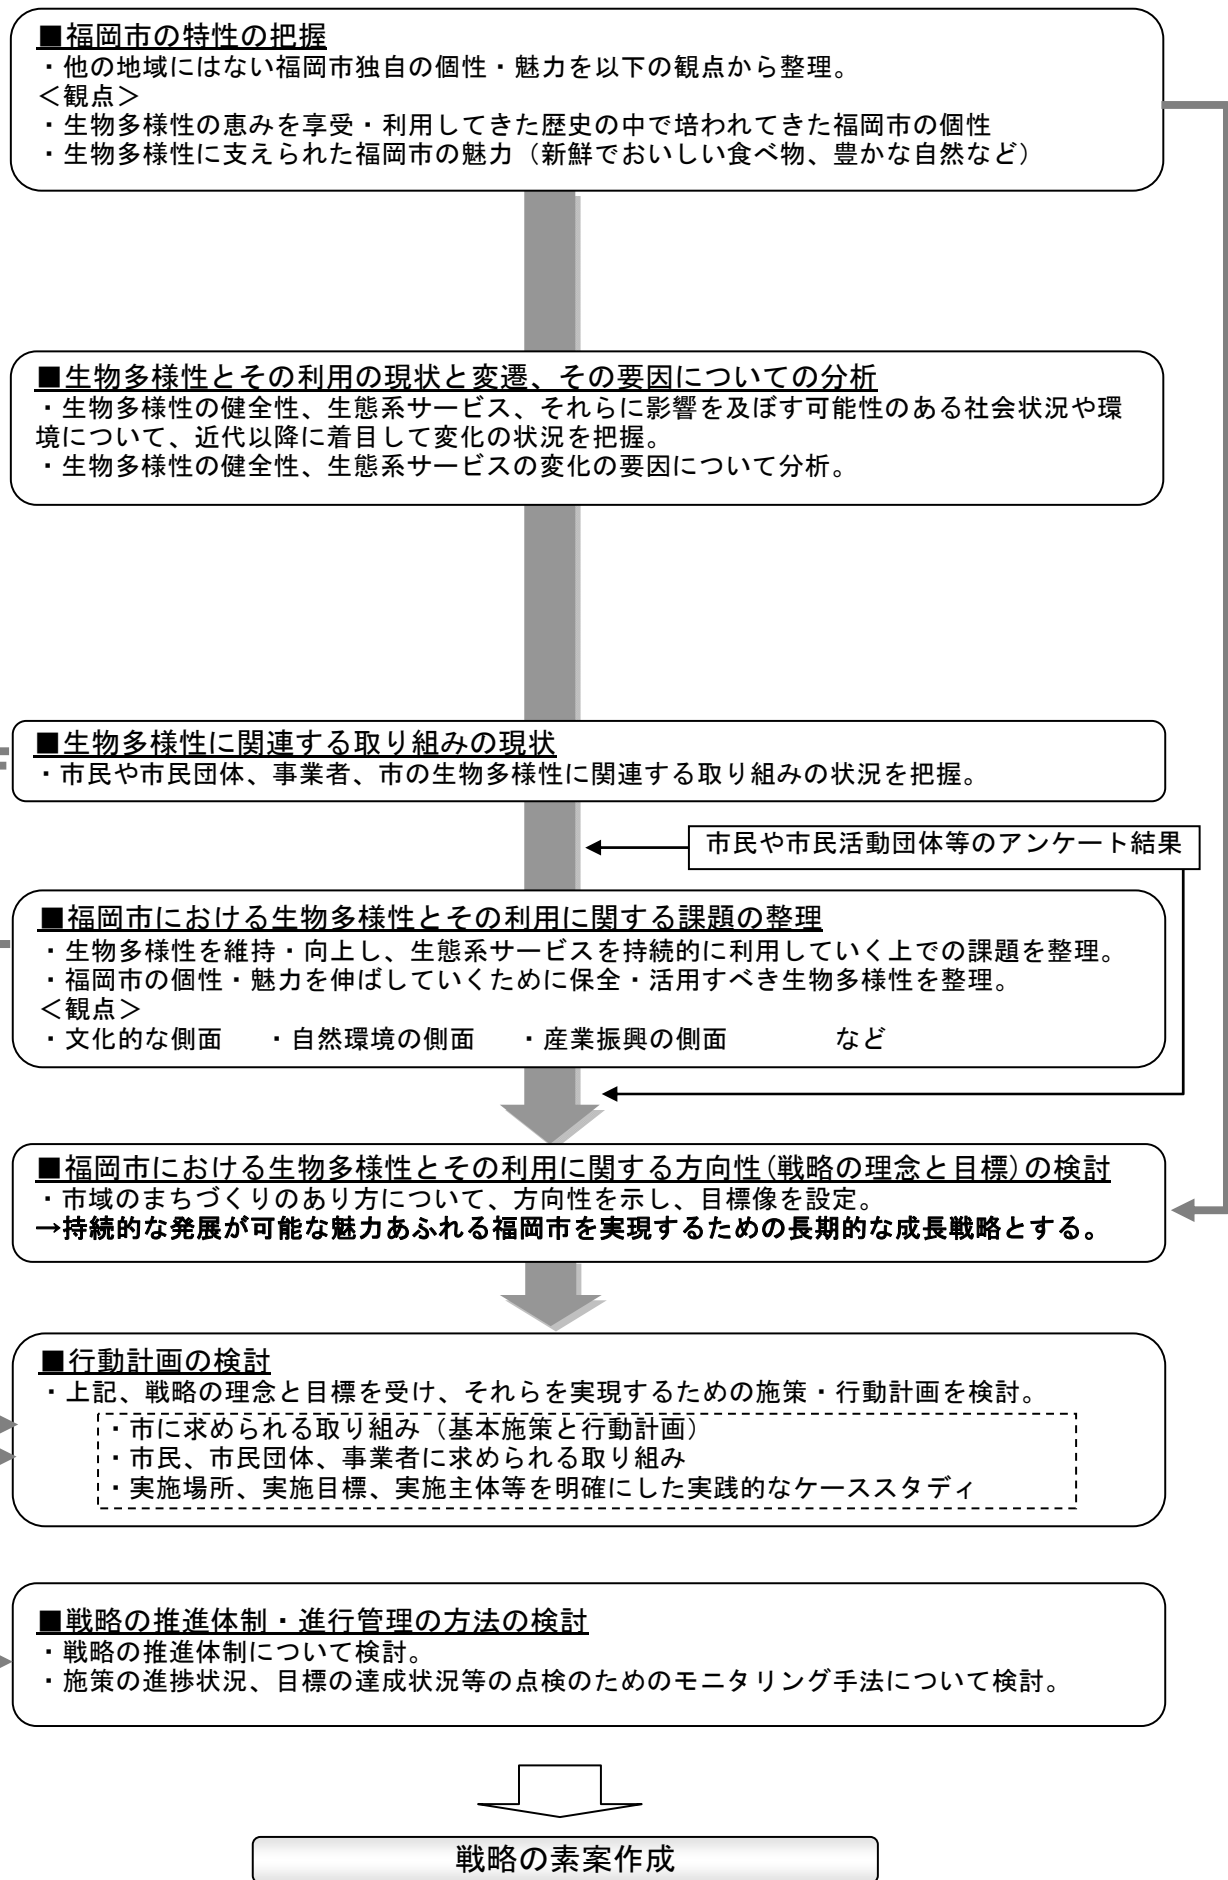 ■福岡市の特性の把握
・他の地域にはない福岡市独自の個性・魅力を以下の観点から整理。
＜観点＞
・生物多様性の恵みを享受・利用してきた歴史の中で培われてきた福岡市の個性
・生物多様性に支えられた福岡市の魅力（新鮮でおいしい食べ物、豊かな自然など）
■生物多様性とその利用の現状と変遷、その要因についての分析
・生物多様性の健全性、生態系サービス、それらに影響を及ぼす可能性のある社会状況や環
境について、近代以降に着目して変化の状況を把握。
・生物多様性の健全性、生態系サービスの変化の要因について分析。
■生物多様性に関連する取り組みの現状
・市民や市民団体、事業者、市の生物多様性に関連する取り組みの状況を把握。
市民や市民活動団体等のアンケート結果
■福岡市における生物多様性とその利用に関する課題の整理
・生物多様性を維持・向上し、生態系サービスを持続的に利用していく上での課題を整理。
・福岡市の個性・魅力を伸ばしていくために保全・活用すべき生物多様性を整理。
＜観点＞
・文化的な側面　・自然環境の側面　・産業振興の側面　　　　など
■福岡市における生物多様性とその利用に関する方向性(戦略の理念と目標)の検討
・市域のまちづくりのあり方について、方向性を示し、目標像を設定。
→持続的な発展が可能な魅力あふれる福岡市を実現するための長期的な成長戦略とする。
■行動計画の検討
・上記、戦略の理念と目標を受け、それらを実現するための施策・行動計画を検討。
・市に求められる取り組み（基本施策と行動計画）
・市民、市民団体、事業者に求められる取り組み
・実施場所、実施目標、実施主体等を明確にした実践的なケーススタディ
■戦略の推進体制・進行管理の方法の検討
・戦略の推進体制について検討。
・施策の進捗状況、目標の達成状況等の点検のためのモニタリング手法について検討。
戦略の素案作成